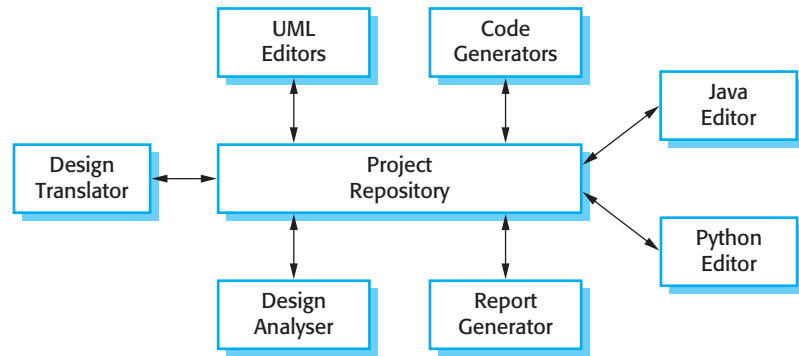 UML
Editors
Code
Generators
Java
Editor
Design
Translator
Project
Repository
Python
Editor
Design
Analyser
Report
Generator